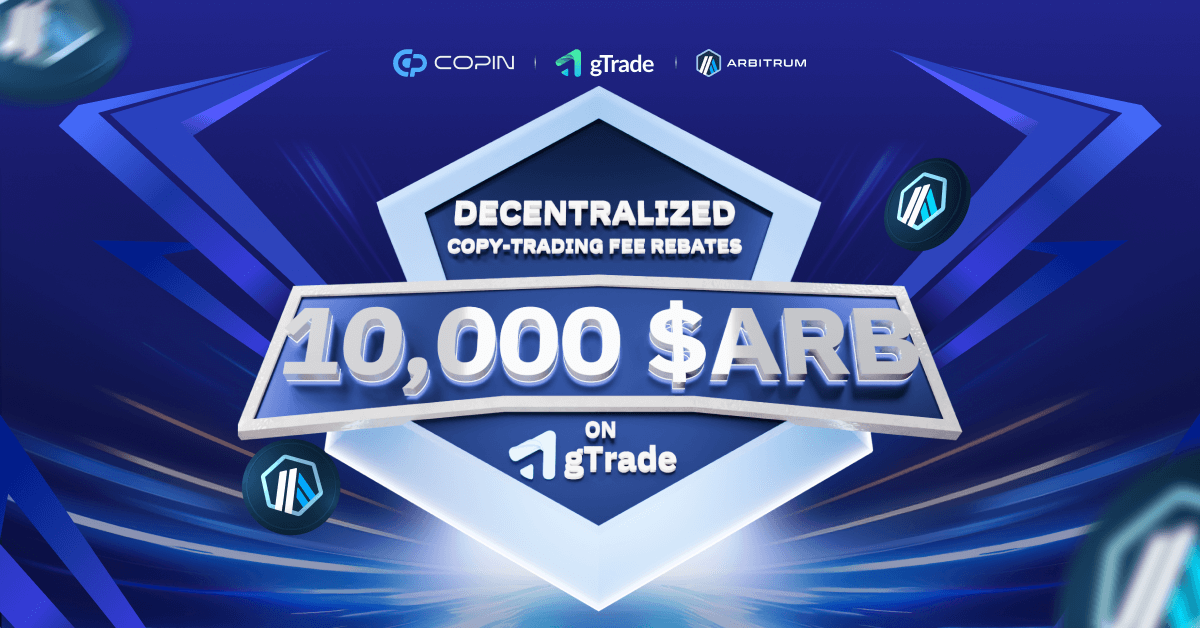 COPIN | gTrade | ARBITRUM
DECENTRALIZED
COPY-TRADING FEE REBATES
10,000 $ARB
ON
gTrade